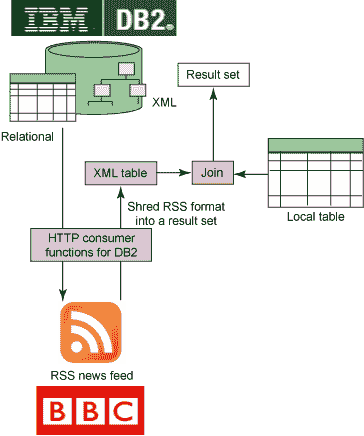 IBM DB2.
Result set
XML
Relational
XML table
Join
Shred RSS format
into a result set
Local table
HTTP consumer
functions for DB2
RSS news feed
BBC